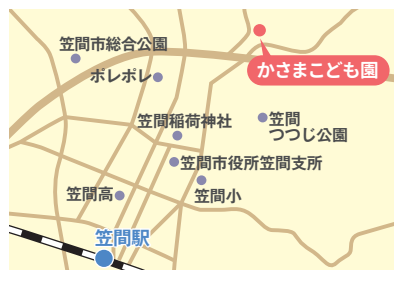 笠間市総合公園
ポレポレ
かさまこども園
笠間稲荷神社
笠間
つつじ公園
笠間市役所笠間支所
笠間高
笠間小
笠間駅